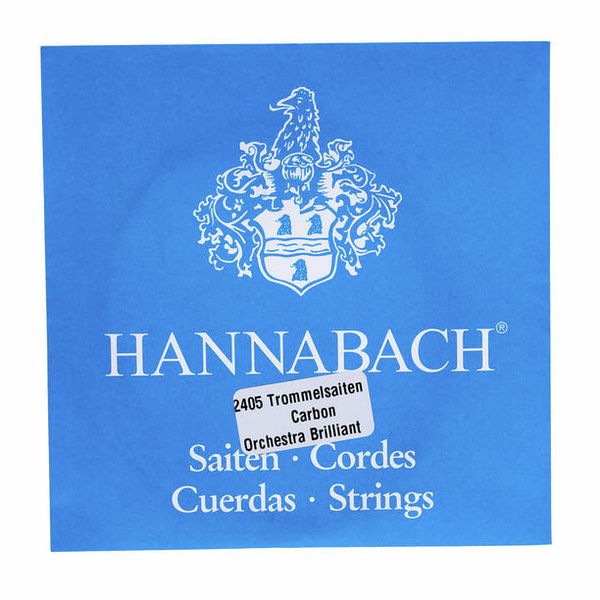 HANNABACH®
2405 Trommelsaiten
Carbon
Orchestra Brilliant
Saiten · Cordes
Cuerdas · Strings